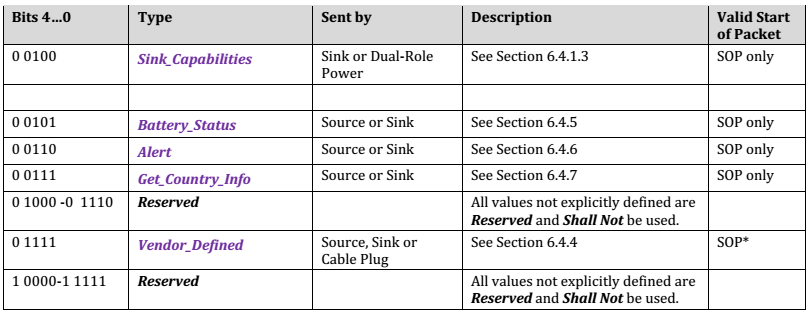 Bits 4…0 Type Sent by Description Valid Start
of Packet
0 0100 Sink_Capabilities Sink or Dual-Role See Section 6.4.1.3 SOP only
Power
0 0101 Battery_Status Source or Sink See Section 6.4.5 SOP only
0 0110 Alert Source or Sink See Section 6.4.6 SOP only
0 0111 Get_Country_Info Source or Sink See Section 6.4.7 SOP only
0 1000 -0 1110 Reserved All values not explicitly defined are
Reserved and Shall Not be used.
0 1111 Vendor_Defined Source, Sink or See Section 6.4.4 SOP*
Cable Plug
1 0000-1 1111 Reserved All values not explicitly defined are
Reserved and Shall Not be used.